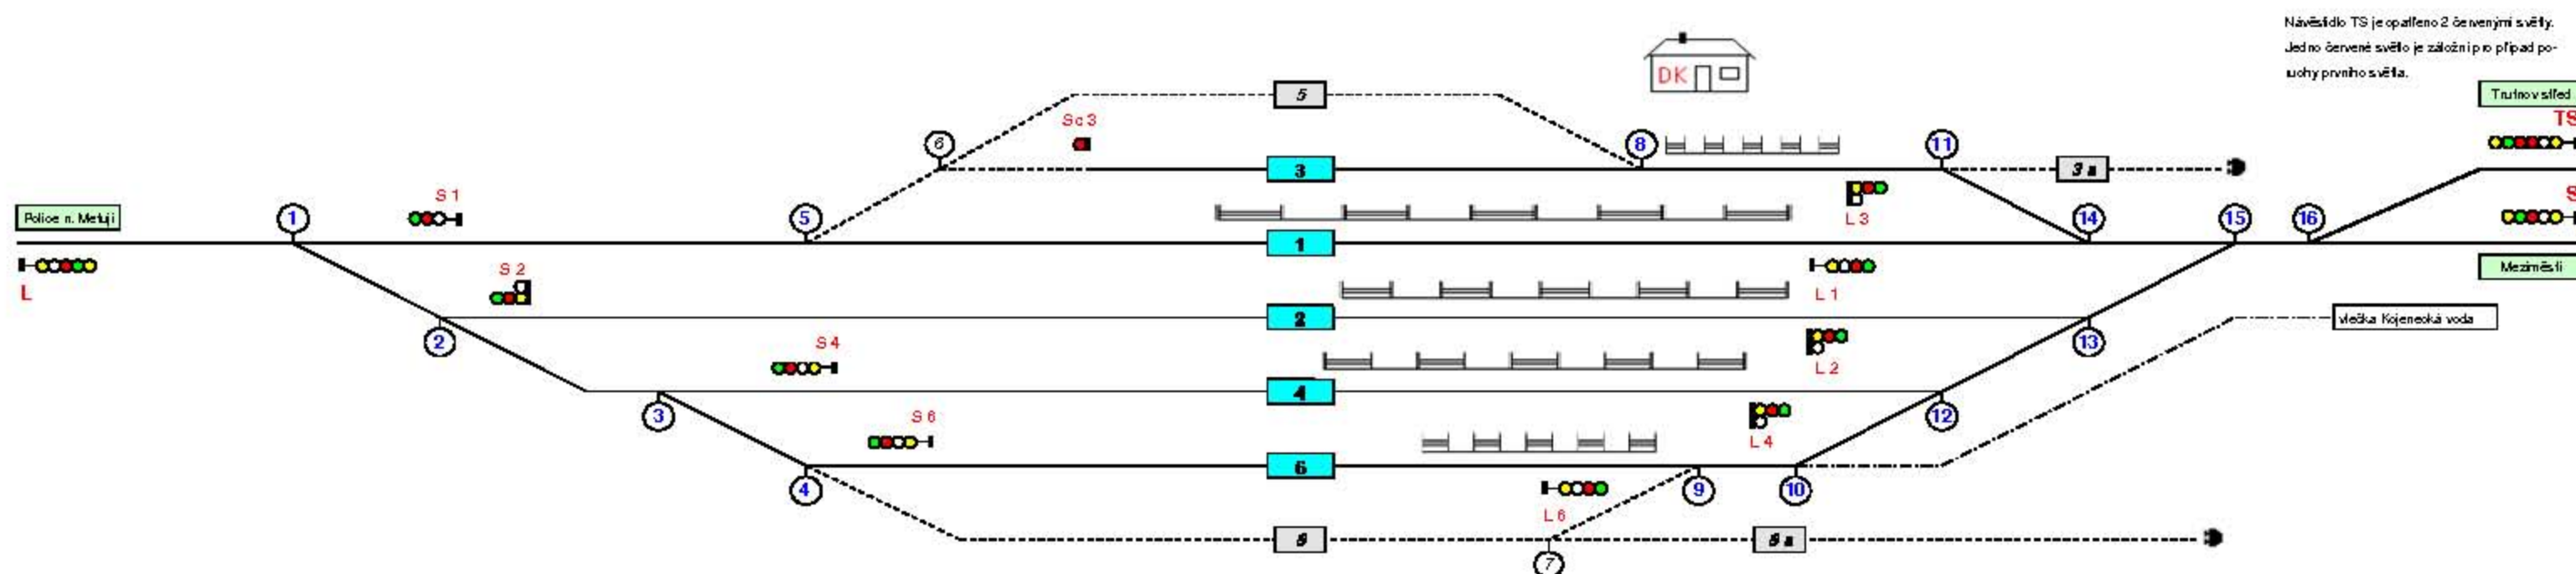 Návěstidlo TS je opatřeno 2 červenými světly.
Jedno červené světlo je záložní pro případ po-
ruchy prvního světla.
DK
5
Trutnov střed
TS
Sc 3
6
8
11
3
3 a
S 1
L 3
S
Police n. Metují
1
5
1
14
15
16
L
S 2
L 1
Meziměstí
2
2
13
vlečka Kojenecká voda
S 4
L 2
3
4
12
S 6
L 4
4
6
9
10
L 6
7